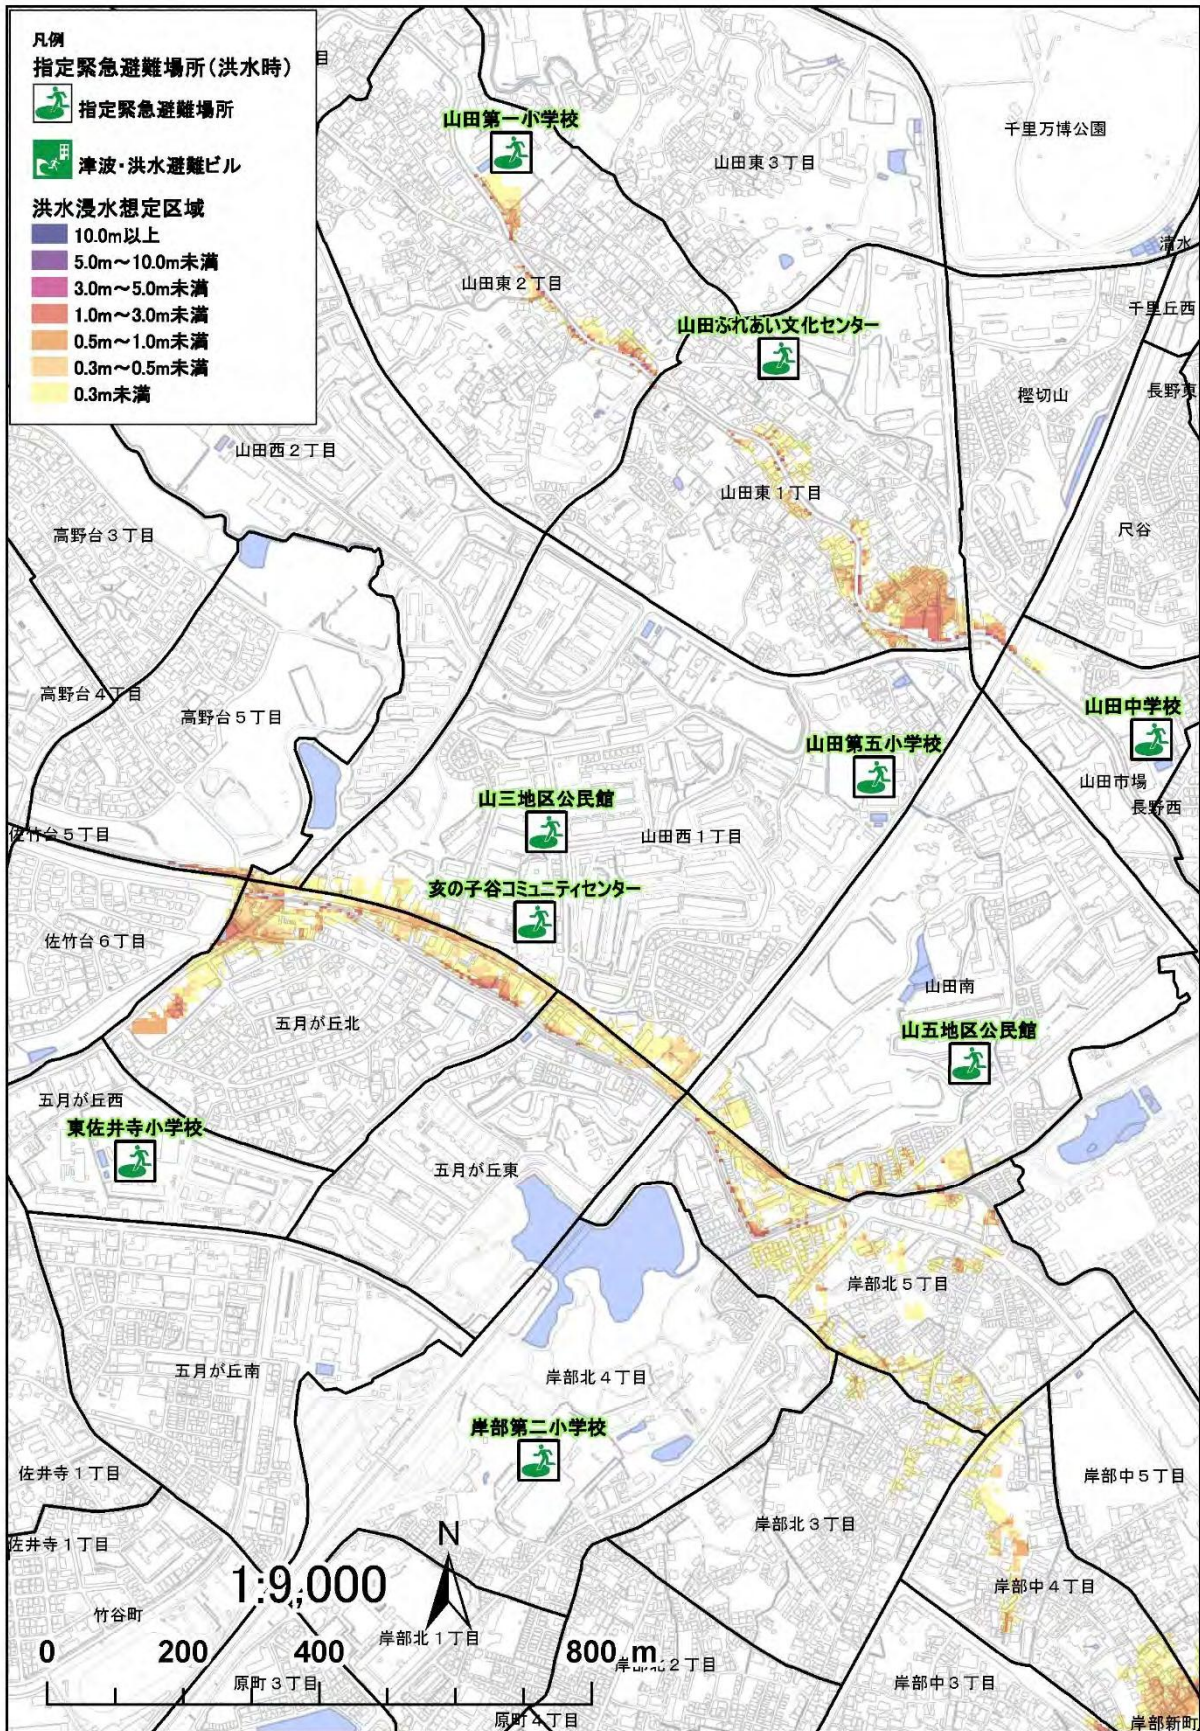 凡例
指定緊急避難場所(洪水時)
指定緊急避難場所
津波・洪水避難ビル
洪水浸水想定区域
10.0m以上
5.0m～10.0m未満
3.0m～5.0m未満
1.0m～3.0m未満
0.5m～1.0m未満
0.3m～0.5m未満
0.3m未満
目
山田第一小学校
千里万博公園
山田東3丁目
清水
山田東2丁目
千里丘西
山田ふれあい文化センター
樫切山
長野東
山田西2丁目
山田東1丁目
高野台3丁目
尺谷
高野台4丁目
高野台5丁目
山田中学校
山田第五小学校
山田市場
山三地区公民館
長野西
佐竹台5丁目
山田西1丁目
亥の子谷コミュニティセンター
佐竹台6丁目
山田南
五月が丘北
山五地区公民館
五月が丘西
東佐井寺小学校
五月が丘東
岸部北5丁目
五月が丘南
岸部北4丁目
岸部第二小学校
佐井寺1丁目
岸部中5丁目
岸部北3丁目
佐井寺1丁目
N
1:9,000
岸部中4丁目
竹谷町
岸部北1丁目
0 200 400 800 m
岸部北2丁目
原町3丁目
岸部中3丁目
原町4丁目
岸部新町